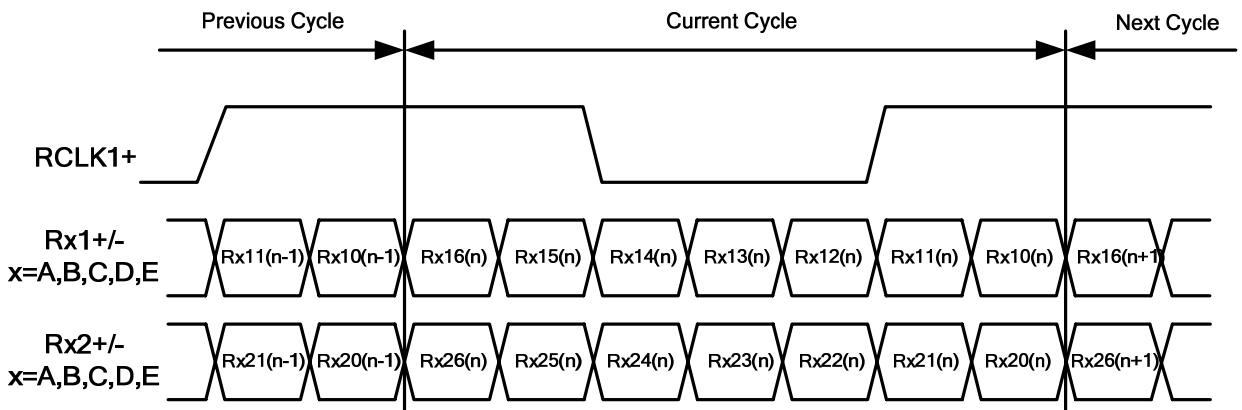 Previous Cycle Current Cycle Next Cycle
RCLK1+
Rx1+/-
x=A,B,C,D,E
Rx11(n-1) Rx10(n-1) Rx16(n) Rx15(n) Rx14(n) Rx13(n) Rx12(n) Rx11(n) Rx10(n) Rx16(n+1)
Rx2+/-
x=A,B,C,D,E
Rx21(n-1) Rx20(n-1) Rx26(n) Rx25(n) Rx24(n) Rx23(n) Rx22(n) Rx21(n) Rx20(n) Rx26(n+1)